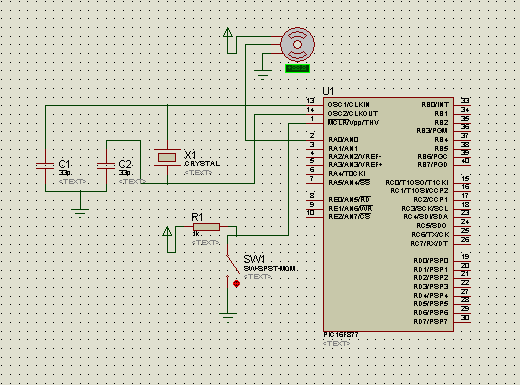 U1
13 OSC1/CLKIN RB0/INT 33
14 OSC2/CLKOUT RB1 34
1 MCLR/Vpp/THV RB2 35
RB3/PGM 36
2 RA0/AN0 RB4 37
3 RA1/AN1 RB5 38
4 RA2/AN2/VREF- RB6/PGC 39
5 RA3/AN3/VREF+ RB7/PGD 40
6 RA4/T0CKI
7 RA5/AN4/SS RC0/T1OSO/T1CKI 15
RC1/T1OSI/CCP2 16
8 RE0/AN5/RD RC2/CCP1 17
9 RE1/AN6/WR RC3/SCK/SCL 18
10 RE2/AN7/CS RC4/SDI/SDA 23
RC5/SDO 24
RC6/TX/CK 25
RC7/RX/DT 26
RD0/PSP0 19
RD1/PSP1 20
RD2/PSP2 21
RD3/PSP3 22
RD4/PSP4 27
RD5/PSP5 28
RD6/PSP6 29
RD7/PSP7 30
PIC16F877
<TEXT>
C1
33p
<TEXT>
C2
33p
<TEXT>
X1
CRYSTAL
<TEXT>
R1
1k
<TEXT>
SW1
SW-SPST-MOM
<TEXT>